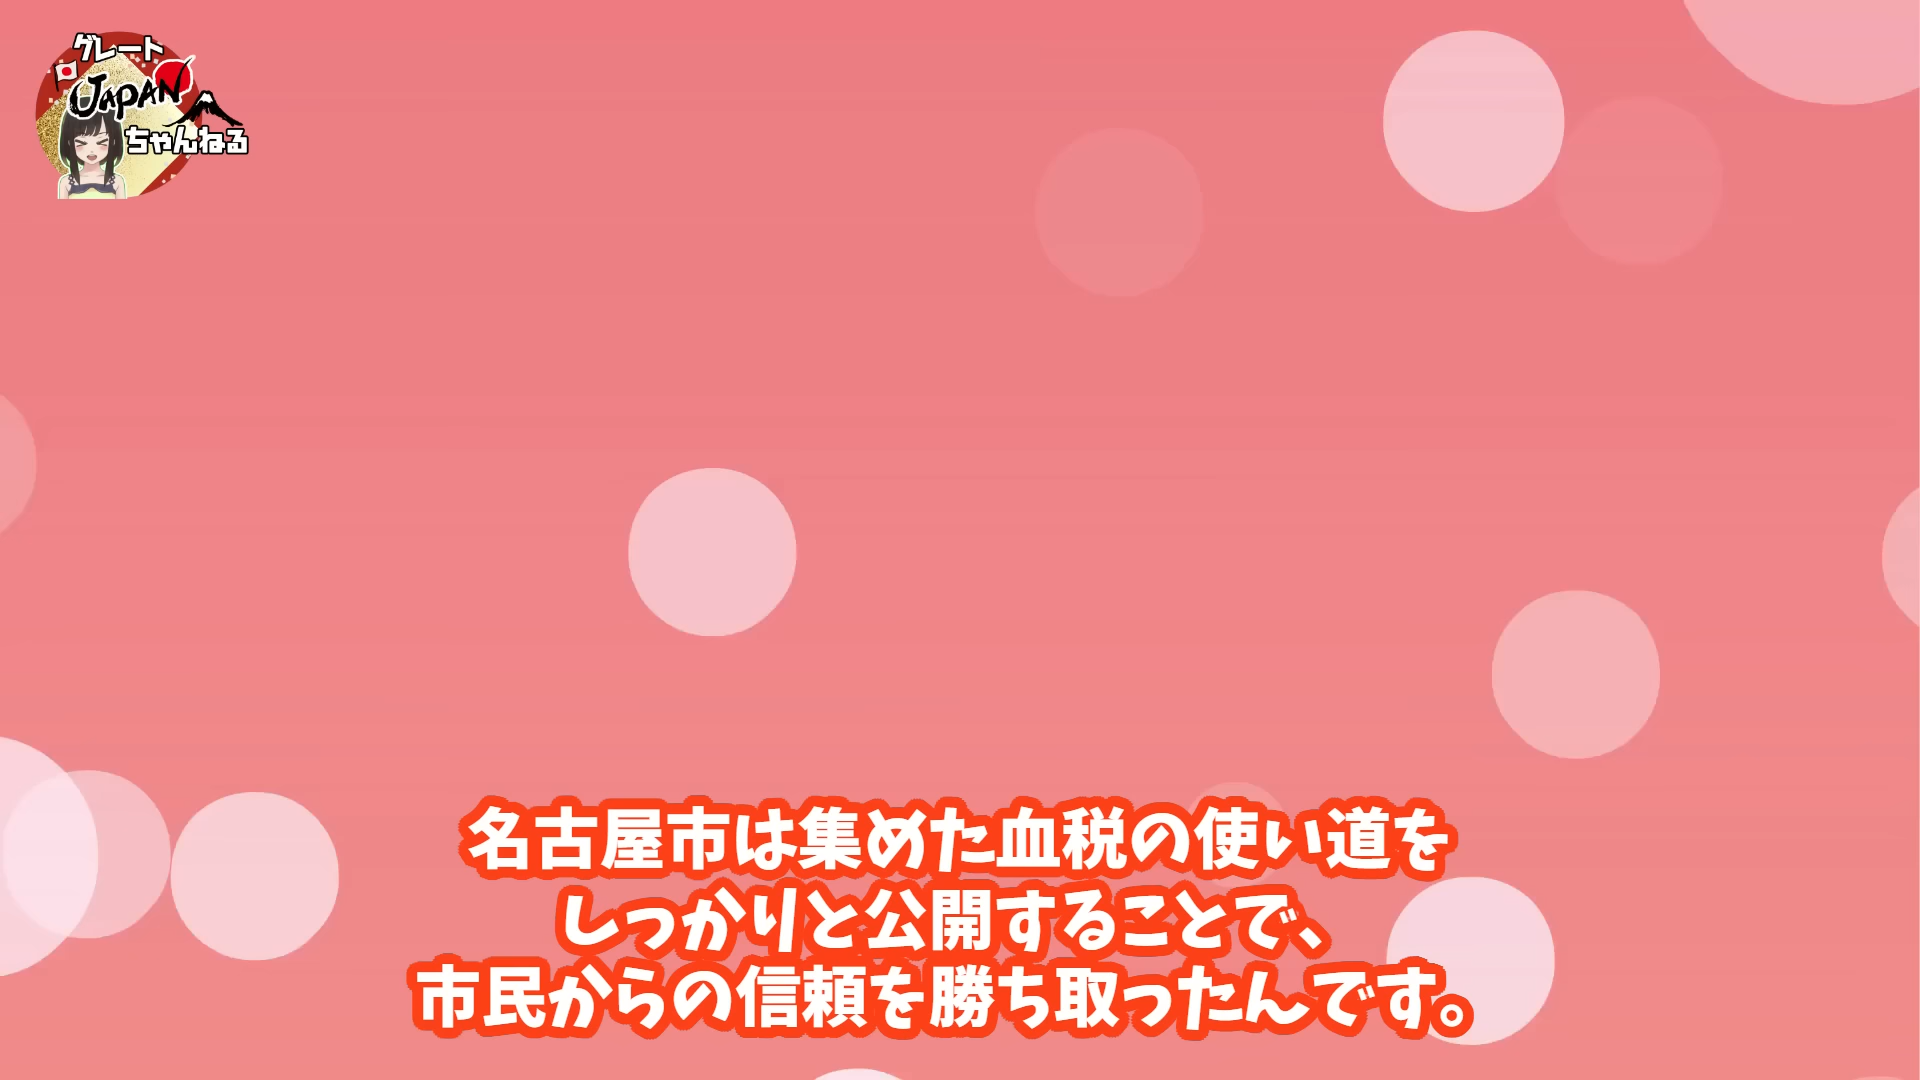 グレート
JAPAN
ちゃんねる
名古屋市は集めた血税の使い道を
しっかりと公開することで、
市民からの信頼を勝ち取ったんです。